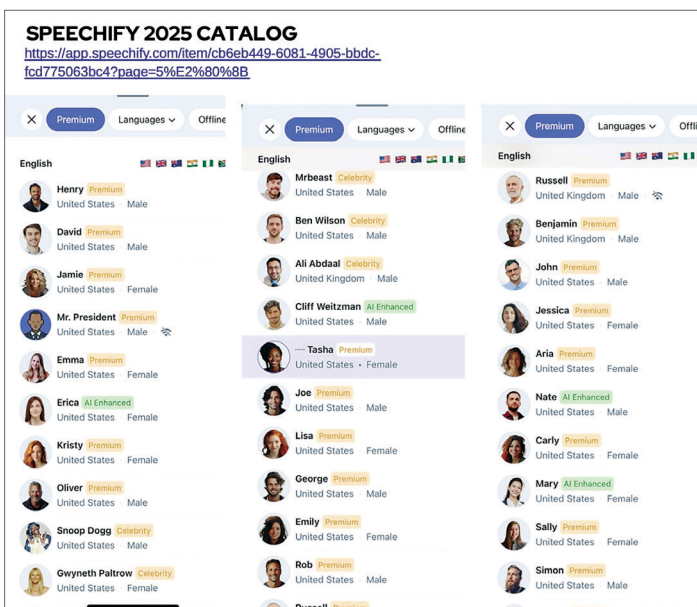 SPEECHIFY 2025 CATALOG
https://app.speechify.com/item/cb6eb449-6081-4905-bbdc-
fcd775063bc4?page=5%E2%80%8B
Premium Languages Offline
English
Henry Premium
United States · Male
David Premium
United States · Male
Jamie Premium
United States · Female
Mr. President Premium
United States · Male
Emma Premium
United States · Female
Erica AI Enhanced
United States · Female
Kristy Premium
United States · Female
Oliver Premium
United States · Male
Snoop Dogg Celebrity
United States · Male
Gwyneth Paltrow Celebrity
United States · Female
Premium Languages Offline
English
Mrbeast Celebrity
United States · Male
Ben Wilson Celebrity
United States · Male
Ali Abdaal Celebrity
United Kingdom · Male
Cliff Weitzman AI Enhanced
United States · Male
Tasha Premium
United States • Female
Joe Premium
United States · Male
Lisa Premium
United States · Female
George Premium
United States · Male
Emily Premium
United States · Female
Rob Premium
United States · Male
Premium Languages Offli
English
Russell Premium
United Kingdom · Male
Benjamin Premium
United Kingdom · Male
John Premium
United States · Male
Jessica Premium
United States · Female
Aria Premium
United States · Female
Nate AI Enhanced
United States · Male
Carly Premium
United States · Female
Mary AI Enhanced
United States · Female
Sally Premium
United States · Female
Simon Premium
United States · Male